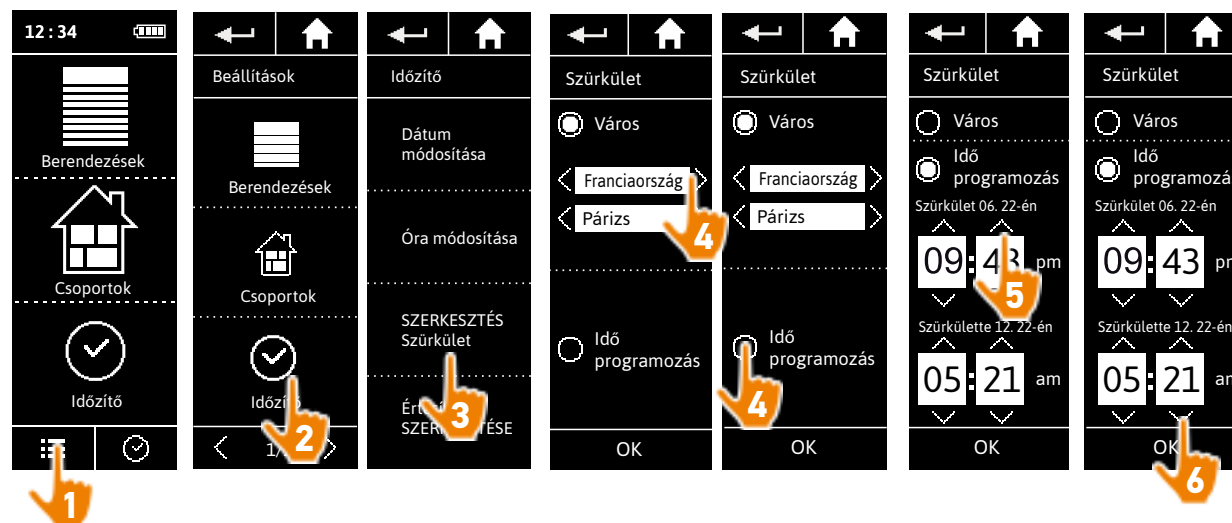 12:34
Berendezések
Csoportok
Időzítő
1
Beállítások
Berendezések
Csoportok
2
Időzítő
Dátum
módosítása
Óra módosítása
SZERKESZTÉS
Szürkület
3
Szürkület
Város
Franciaország
Párizs
4
Idő
programozás
OK
Szürkület
Város
Franciaország
Párizs
Idő
programozás
4
OK
Szürkület
Város
Idő
programozás
Szürkület 06. 22-én
09: pm
5
Szürkülette 12. 22-én
05:21 am
OK
Szürkület
Város
Idő
programozá
Szürkület 06. 22-én
09:43
Szürkülette 12. 22-én
05:21
6